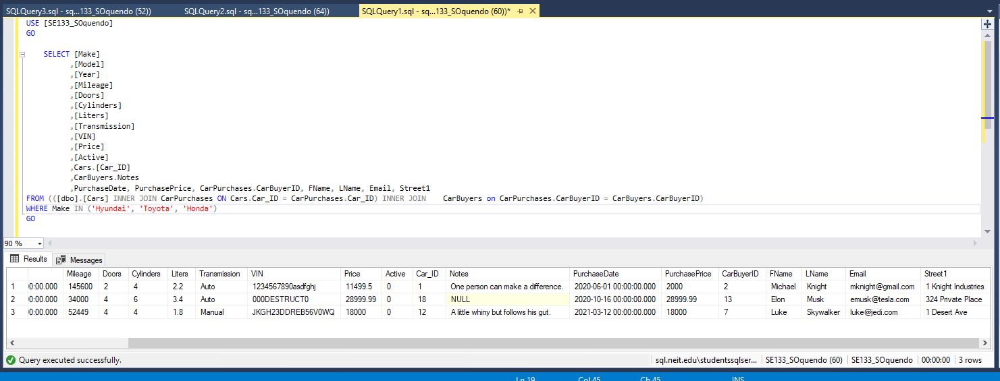 SQLQuery3.sql - sq...133_SOquendo (52)) SQLQuery2.sql - sq...133_SOquendo (64)) SQLQuery1.sql - sq...133_SOquendo (60))*
USE [SE133_SOquendo]
GO
SELECT [Make]
,[Model]
,[Year]
,[Mileage]
,[Doors]
,[Cylinders]
,[Liters]
,[Transmission]
,[VIN]
,[Price]
,[Active]
,Cars.[Car_ID]
,CarBuyers.Notes
,PurchaseDate, PurchasePrice, CarPurchases.CarBuyerID, FName, LName, Email, Street1
FROM (([dbo].[Cars] INNER JOIN CarPurchases ON Cars.Car_ID = CarPurchases.Car_ID) INNER JOIN CarBuyers on CarPurchases.CarBuyerID = CarBuyers.CarBuyerID)
WHERE Make IN ('Hyundai', 'Toyota', 'Honda')
GO
90 %
Results Messages
Mileage Doors Cylinders Liters Transmission VIN Price Active Car_ID Notes PurchaseDate PurchasePrice CarBuyerID FName LName Email Street1
1 00:00.000 145600 2 4 2.2 Auto 1234567890asdfghj 11499.5 0 1 One person can make a difference. 2020-06-01 00:00:00.000 2000 2 Michael Knight mknight@gmail.com 1 Knight Industries
2 00:00.000 34000 4 6 3.4 Auto 000DESTRUCT0 28999.99 0 18 NULL 2020-10-16 00:00:00.000 28999.99 13 Elon Musk emusk@tesla.com 324 Private Place
3 00:00.000 52449 4 4 1.8 Manual JKGH23DDREB56V0WQ 18000 0 12 A little whiny but follows his gut. 2021-03-12 00:00:00.000 18000 7 Luke Skywalker luke@jedi.com 1 Desert Ave
Query executed successfully. sql.neit.edu\studentssqlser... SE133_SOquendo (60) SE133_SOquendo 00:00:00 3 rows
Ln 19 Col 45 Ch 45 INS